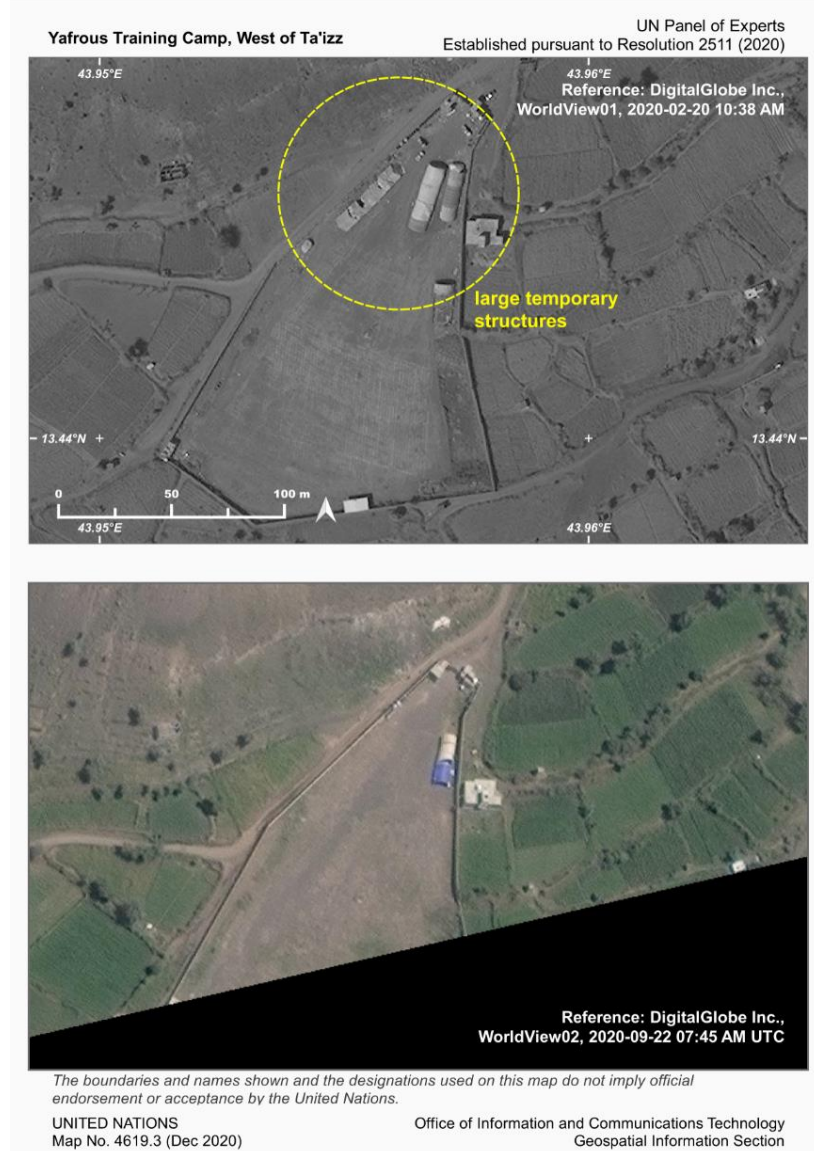 Yafrous Training Camp, West of Ta'izz
UN Panel of Experts
Established pursuant to Resolution 2511 (2020)
43.95°E
43.96°E
Reference: DigitalGlobe Inc.,
WorldView01, 2020-02-20 10:38 AM
large temporary
structures
13.44°N
13.44°N
0 50 100 m
43.95°E
43.96°E
Reference: DigitalGlobe Inc.,
WorldView02, 2020-09-22 07:45 AM UTC
The boundaries and names shown and the designations used on this map do not imply official
endorsement or acceptance by the United Nations.
UNITED NATIONS
Map No. 4619.3 (Dec 2020)
Office of Information and Communications Technology
Geospatial Information Section